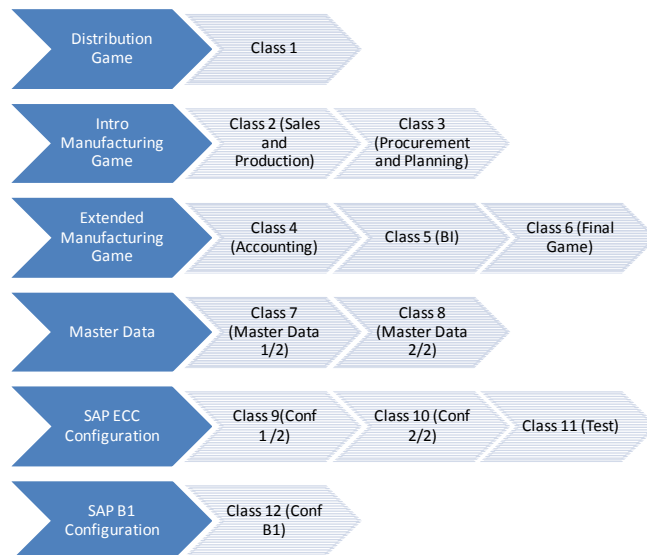 Distribution
Game
Class 1
Intro
Manufacturing
Game
Class 2 (Sales
and
Production)
Class 3
(Procurement
and Planning)
Extended
Manufacturing
Game
Class 4
(Accounting)
Class 5 (BI)
Class 6 (Final
Game)
Master Data
Class 7
(Master Data
1/2)
Class 8
(Master Data
2/2)
SAP ECC
Configuration
Class 9(Conf
1/2)
Class 10 (Conf
2/2)
Class 11 (Test)
SAP B1
Configuration
Class 12 (Conf
B1)